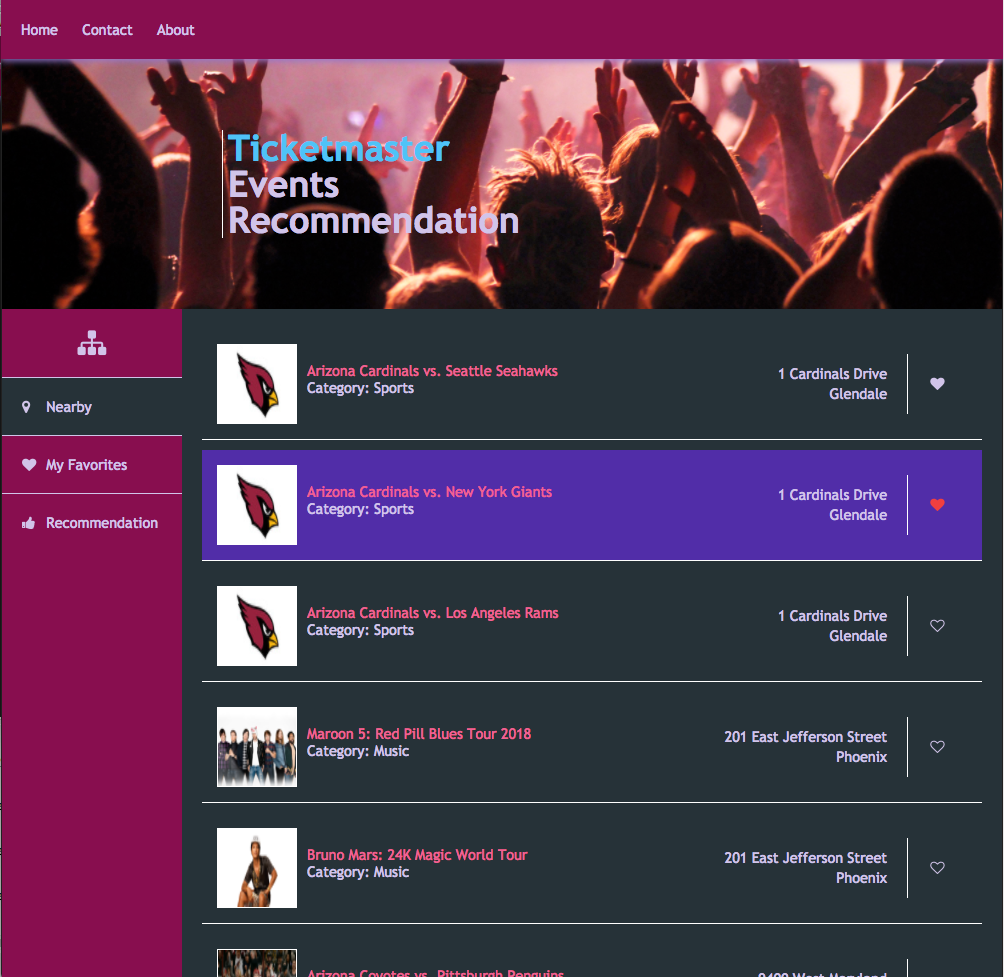 Home Contact About
Ticketmaster
Events
Recommendation
Nearby
My Favorites
Recommendation
Arizona Cardinals vs. Seattle Seahawks
Category: Sports
1 Cardinals Drive
Glendale
Arizona Cardinals vs. New York Giants
Category: Sports
1 Cardinals Drive
Glendale
Arizona Cardinals vs. Los Angeles Rams
Category: Sports
1 Cardinals Drive
Glendale
Maroon 5: Red Pill Blues Tour 2018
Category: Music
201 East Jefferson Street
Phoenix
Bruno Mars: 24K Magic World Tour
Category: Music
201 East Jefferson Street
Phoenix
Arizona Coyotes vs. Pittsburgh Penguins
West Maryland